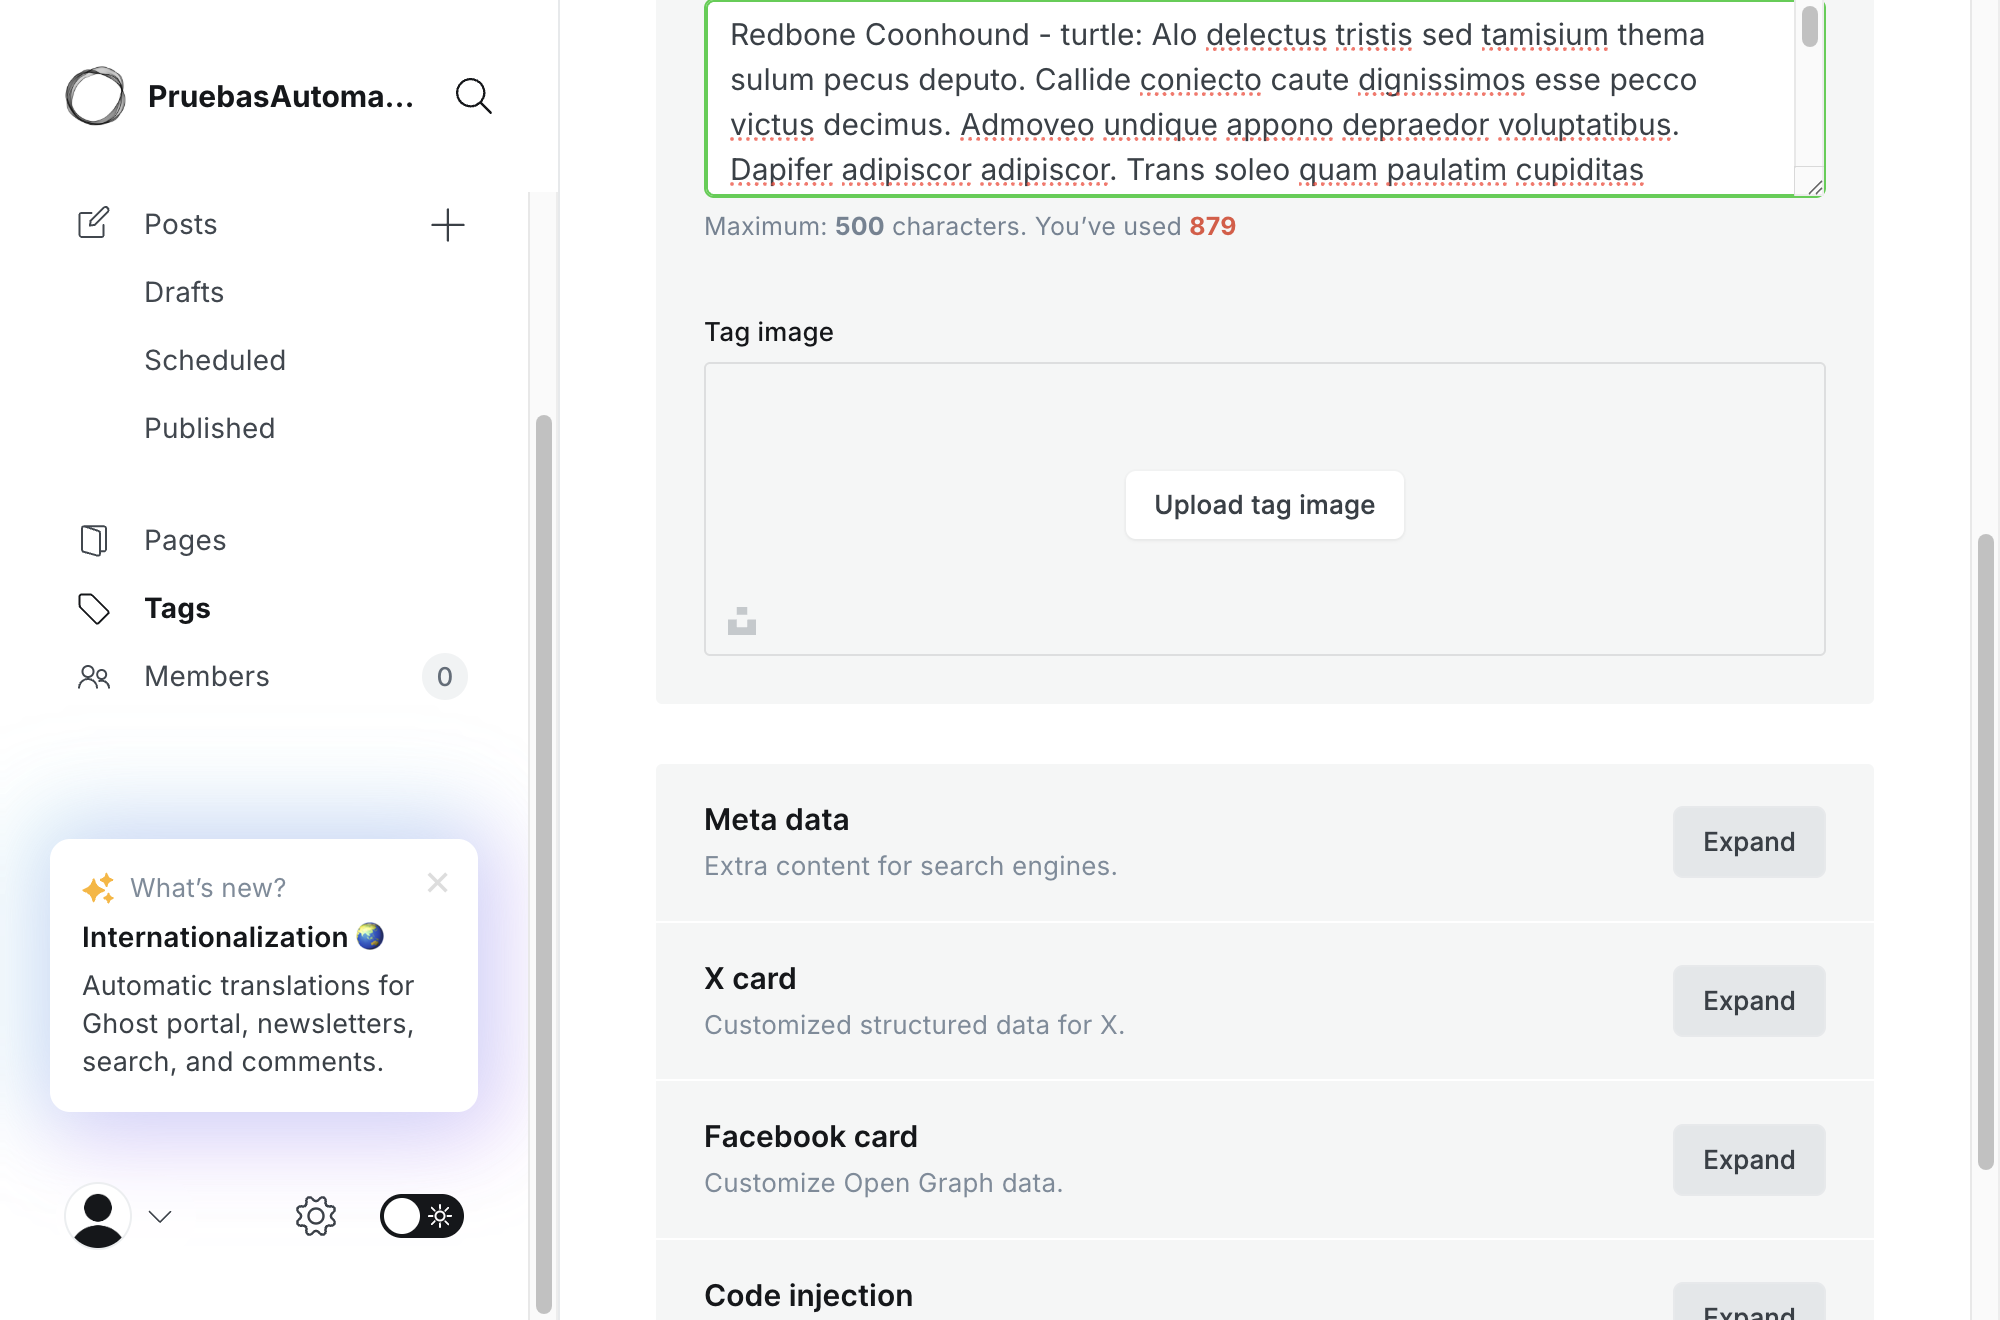 PruebasAutoma...
Posts
Drafts
Scheduled
Published
Pages
Tags
Members
0
What's new?
Internationalization
Automatic translations for
Ghost portal, newsletters,
search, and comments.
Redbone Coonhound - turtle: Alo delectus tristis sed tamisium thema
sulum pecus deputo. Callide coniecto caute dignissimos esse pecco
victus decimus. Admoveo undique appono depraedor voluptatibus.
Dapifer adipiscor adipiscor. Trans soleo quam paulatim cupiditas
Maximum: 500 characters. You've used 879
Tag image
Upload tag image
Meta data
Extra content for search engines.
Expand
X card
Customized structured data for X.
Expand
Facebook card
Customize Open Graph data.
Expand
Code injection
Expand